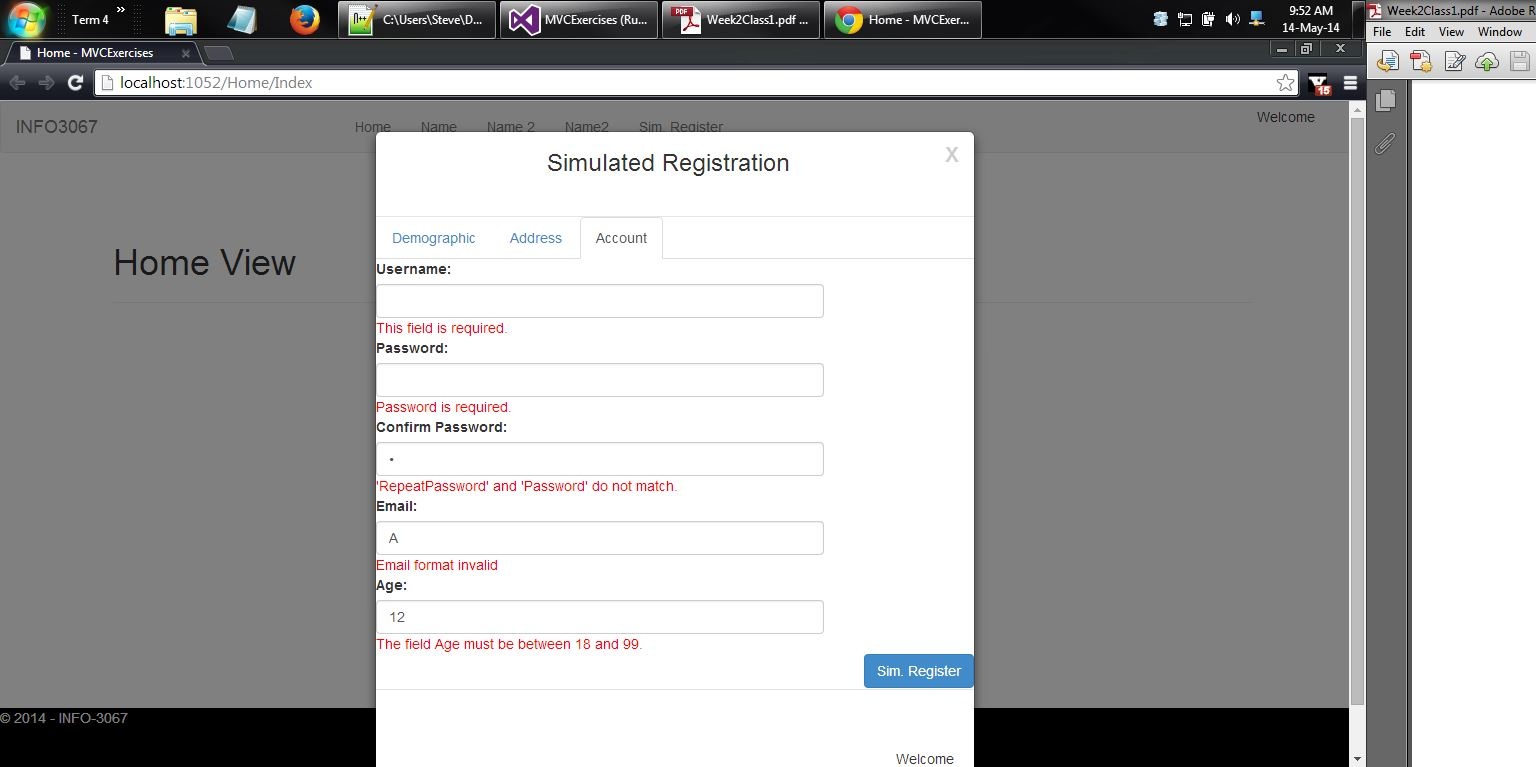 Term 4
»
C:\Users\Steve\D...
MVCExercises (Ru...
Week2Class1.pdf ...
Home - MVCExer...
9:52 AM
14-May-14
Week2Class1.pdf - Adobe R
File Edit View Window
Home - MVCExercises
localhost:1052/Home/Index
15
INFO3067
Home Name Name 2 Name2 Sim. Register
Welcome
Simulated Registration
X
Home View
Demographic Address Account
Username:
This field is required.
Password:
Password is required.
Confirm Password:
•
'RepeatPassword' and 'Password' do not match.
Email:
A
Email format invalid
Age:
12
The field Age must be between 18 and 99.
Sim. Register
© 2014 - INFO-3067
Welcome